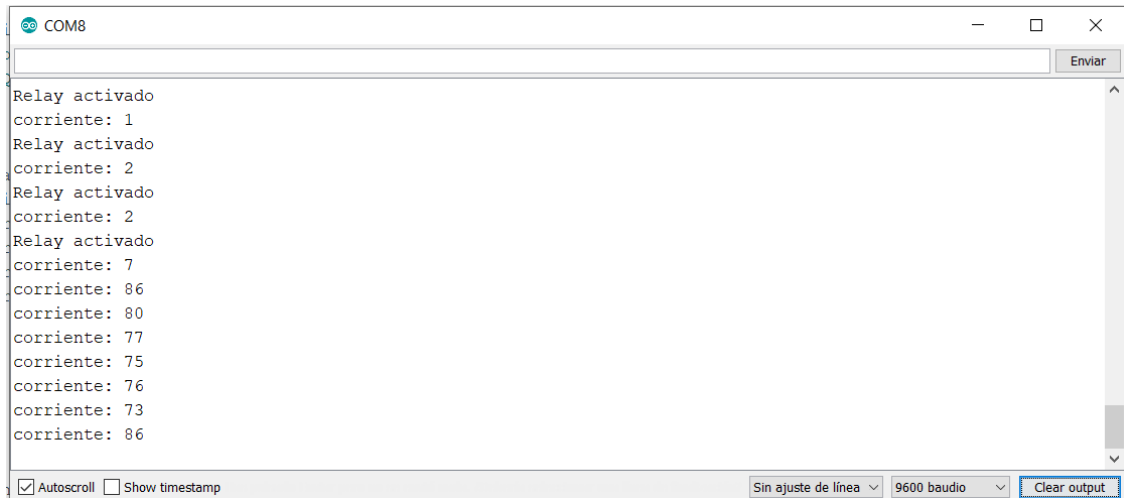 COM8
Enviar
Relay activado
corriente: 1
Relay activado
corriente: 2
Relay activado
corriente: 2
Relay activado
corriente: 7
corriente: 86
corriente: 80
corriente: 77
corriente: 75
corriente: 76
corriente: 73
corriente: 86
Autoscroll Show timestamp Sin ajuste de línea 9600 baudio Clear output